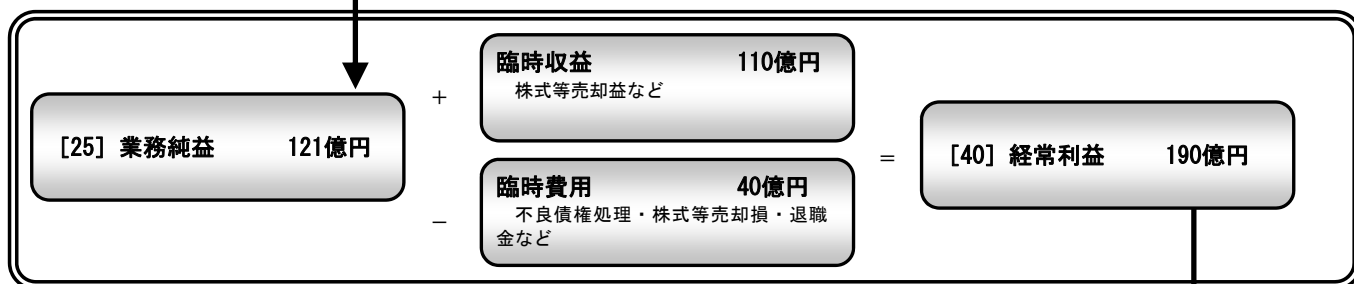 [25] 業務純益 121億円
+
臨時収益 110億円
株式等売却益など
−
臨時費用 40億円
不良債権処理・株式等売却損・退職
金など
=
[40] 経常利益 190億円